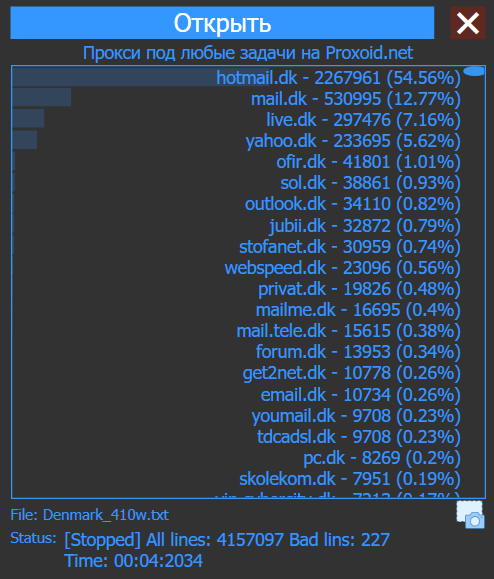 Открыть
Прокси под любые задачи на Proxoid.net
hotmail.dk - 2267961 (54.56%)
mail.dk - 530995 (12.77%)
live.dk - 297476 (7.16%)
yahoo.dk - 233695 (5.62%)
ofir.dk - 41801 (1.01%)
sol.dk - 38861 (0.93%)
outlook.dk - 34110 (0.82%)
jubii.dk - 32872 (0.79%)
stofanet.dk - 30959 (0.74%)
webspeed.dk - 23096 (0.56%)
privat.dk - 19826 (0.48%)
mailme.dk - 16695 (0.4%)
mail.tele.dk - 15615 (0.38%)
forum.dk - 13953 (0.34%)
get2net.dk - 10778 (0.26%)
email.dk - 10734 (0.26%)
youmail.dk - 9708 (0.23%)
tdcadsl.dk - 9708 (0.23%)
pc.dk - 8269 (0.2%)
skolekom.dk - 7951 (0.19%)
vip.cybercity.dk - 7213 (0.17%)
File: Denmark_410w.txt
Status: [Stopped] All lines: 4157097 Bad lins: 227
Time: 00:04:2034